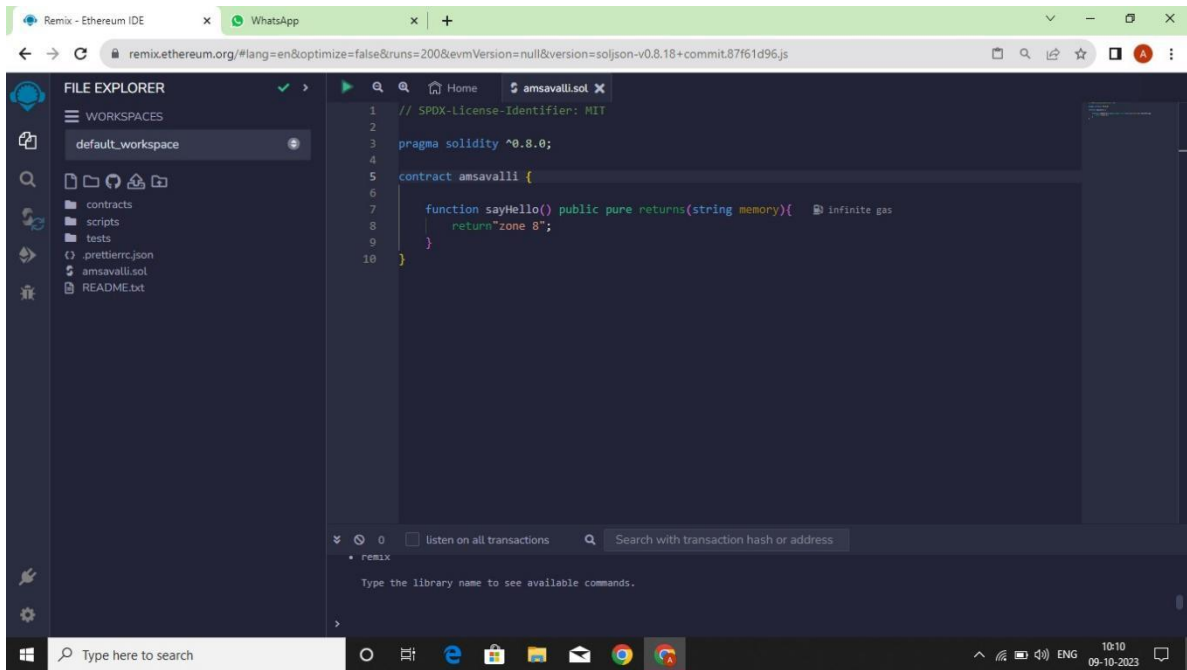 Remix - Ethereum IDE
WhatsApp
remix.ethereum.org/#lang=en&optimize=false&runs=200&evmVersion=null&version=soljson-v0.8.18+commit.87f61d96.js
A
FILE EXPLORER
WORKSPACES
default_workspace
contracts
scripts
tests
.prettierrc.json
amsavalli.sol
README.txt
Home
amsavalli.sol
1 // SPDX-License-Identifier: MIT
2
3 pragma solidity ^0.8.0;
4
5 contract amsavalli {
6
7 function sayHello() public pure returns(string memory){ infinite gas
8 return"zone 8";
9 }
10 }
0 listen on all transactions Search with transaction hash or address
• remix
Type the library name to see available commands.
>
Type here to search
ENG
10:10
09-10-2023